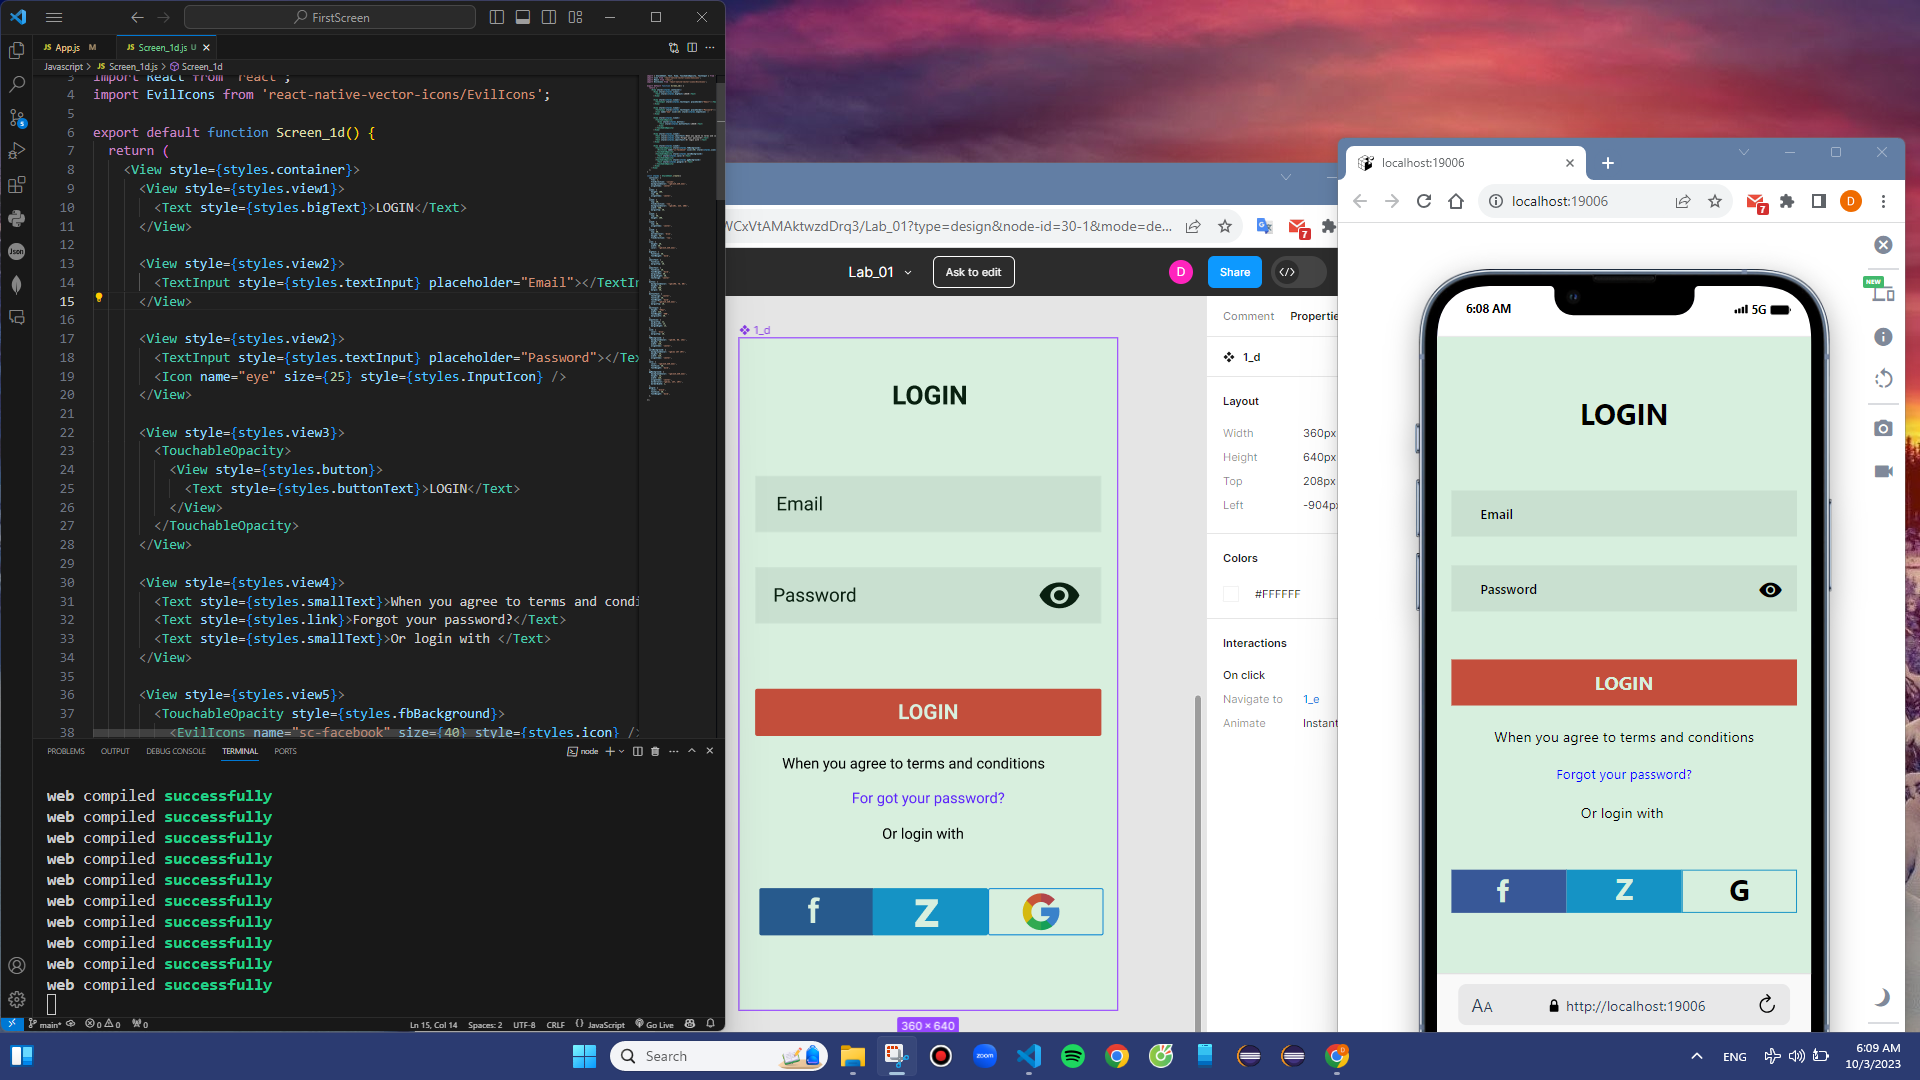 FirstScreen
JS App.js M
JS Screen_1d.js U
Javascript > JS Screen_1d.js > Screen_1d
3 import React from 'react';
4 import EvilIcons from 'react-native-vector-icons/EvilIcons';
5
6 export default function Screen_1d() {
7 return (
8 <View style={styles.container}>
9 <View style={styles.view1}>
10 <Text style={styles.bigText}>LOGIN</Text>
11 </View>
12
13 <View style={styles.view2}>
14 <TextInput style={styles.textInput} placeholder="Email"></TextIn
15 </View>
16
17 <View style={styles.view2}>
18 <TextInput style={styles.textInput} placeholder="Password"></Tex
19 <Icon name="eye" size={25} style={styles.InputIcon} />
20 </View>
21
22 <View style={styles.view3}>
23 <TouchableOpacity>
24 <View style={styles.button}>
25 <Text style={styles.buttonText}>LOGIN</Text>
26 </View>
27 </TouchableOpacity>
28 </View>
29
30 <View style={styles.view4}>
31 <Text style={styles.smallText}>When you agree to terms and condi
32 <Text style={styles.link}>Forgot your password?</Text>
33 <Text style={styles.smallText}>Or login with </Text>
34 </View>
35
36 <View style={styles.view5}>
37 <TouchableOpacity style={styles.fbBackground}>
38 <EvilIcons name="sc-facebook" size={40} style={styles.icon} />
PROBLEMS OUTPUT DEBUG CONSOLE TERMINAL PORTS
node
web compiled successfully
web compiled successfully
web compiled successfully
web compiled successfully
web compiled successfully
web compiled successfully
web compiled successfully
web compiled successfully
web compiled successfully
web compiled successfully
main* 0 0 0
Ln 15, Col 14 Spaces: 2 UTF-8 CRLF {} JavaScript Go Live
WCxVtAMAktwzdDrq3/Lab_01?type=design&node-id=30-1&mode=de...
7
Lab_01
Ask to edit
D
Share
</>
1_d
LOGIN
Email
Password
LOGIN
When you agree to terms and conditions
For got your password?
Or login with
f Z G
360 × 640
Comment Propertie
1_d
Layout
Width 360px
Height 640px
Top 208px
Left -904px
Colors
#FFFFFF
Interactions
On click
Navigate to 1_e
Animate Instant
localhost:19006
localhost:19006
7
D
NEW
6:08 AM
5G
LOGIN
Email
Password
LOGIN
When you agree to terms and conditions
Forgot your password?
Or login with
f Z G
AA http://localhost:19006
Search
zoom
ENG
6:09 AM
10/3/2023